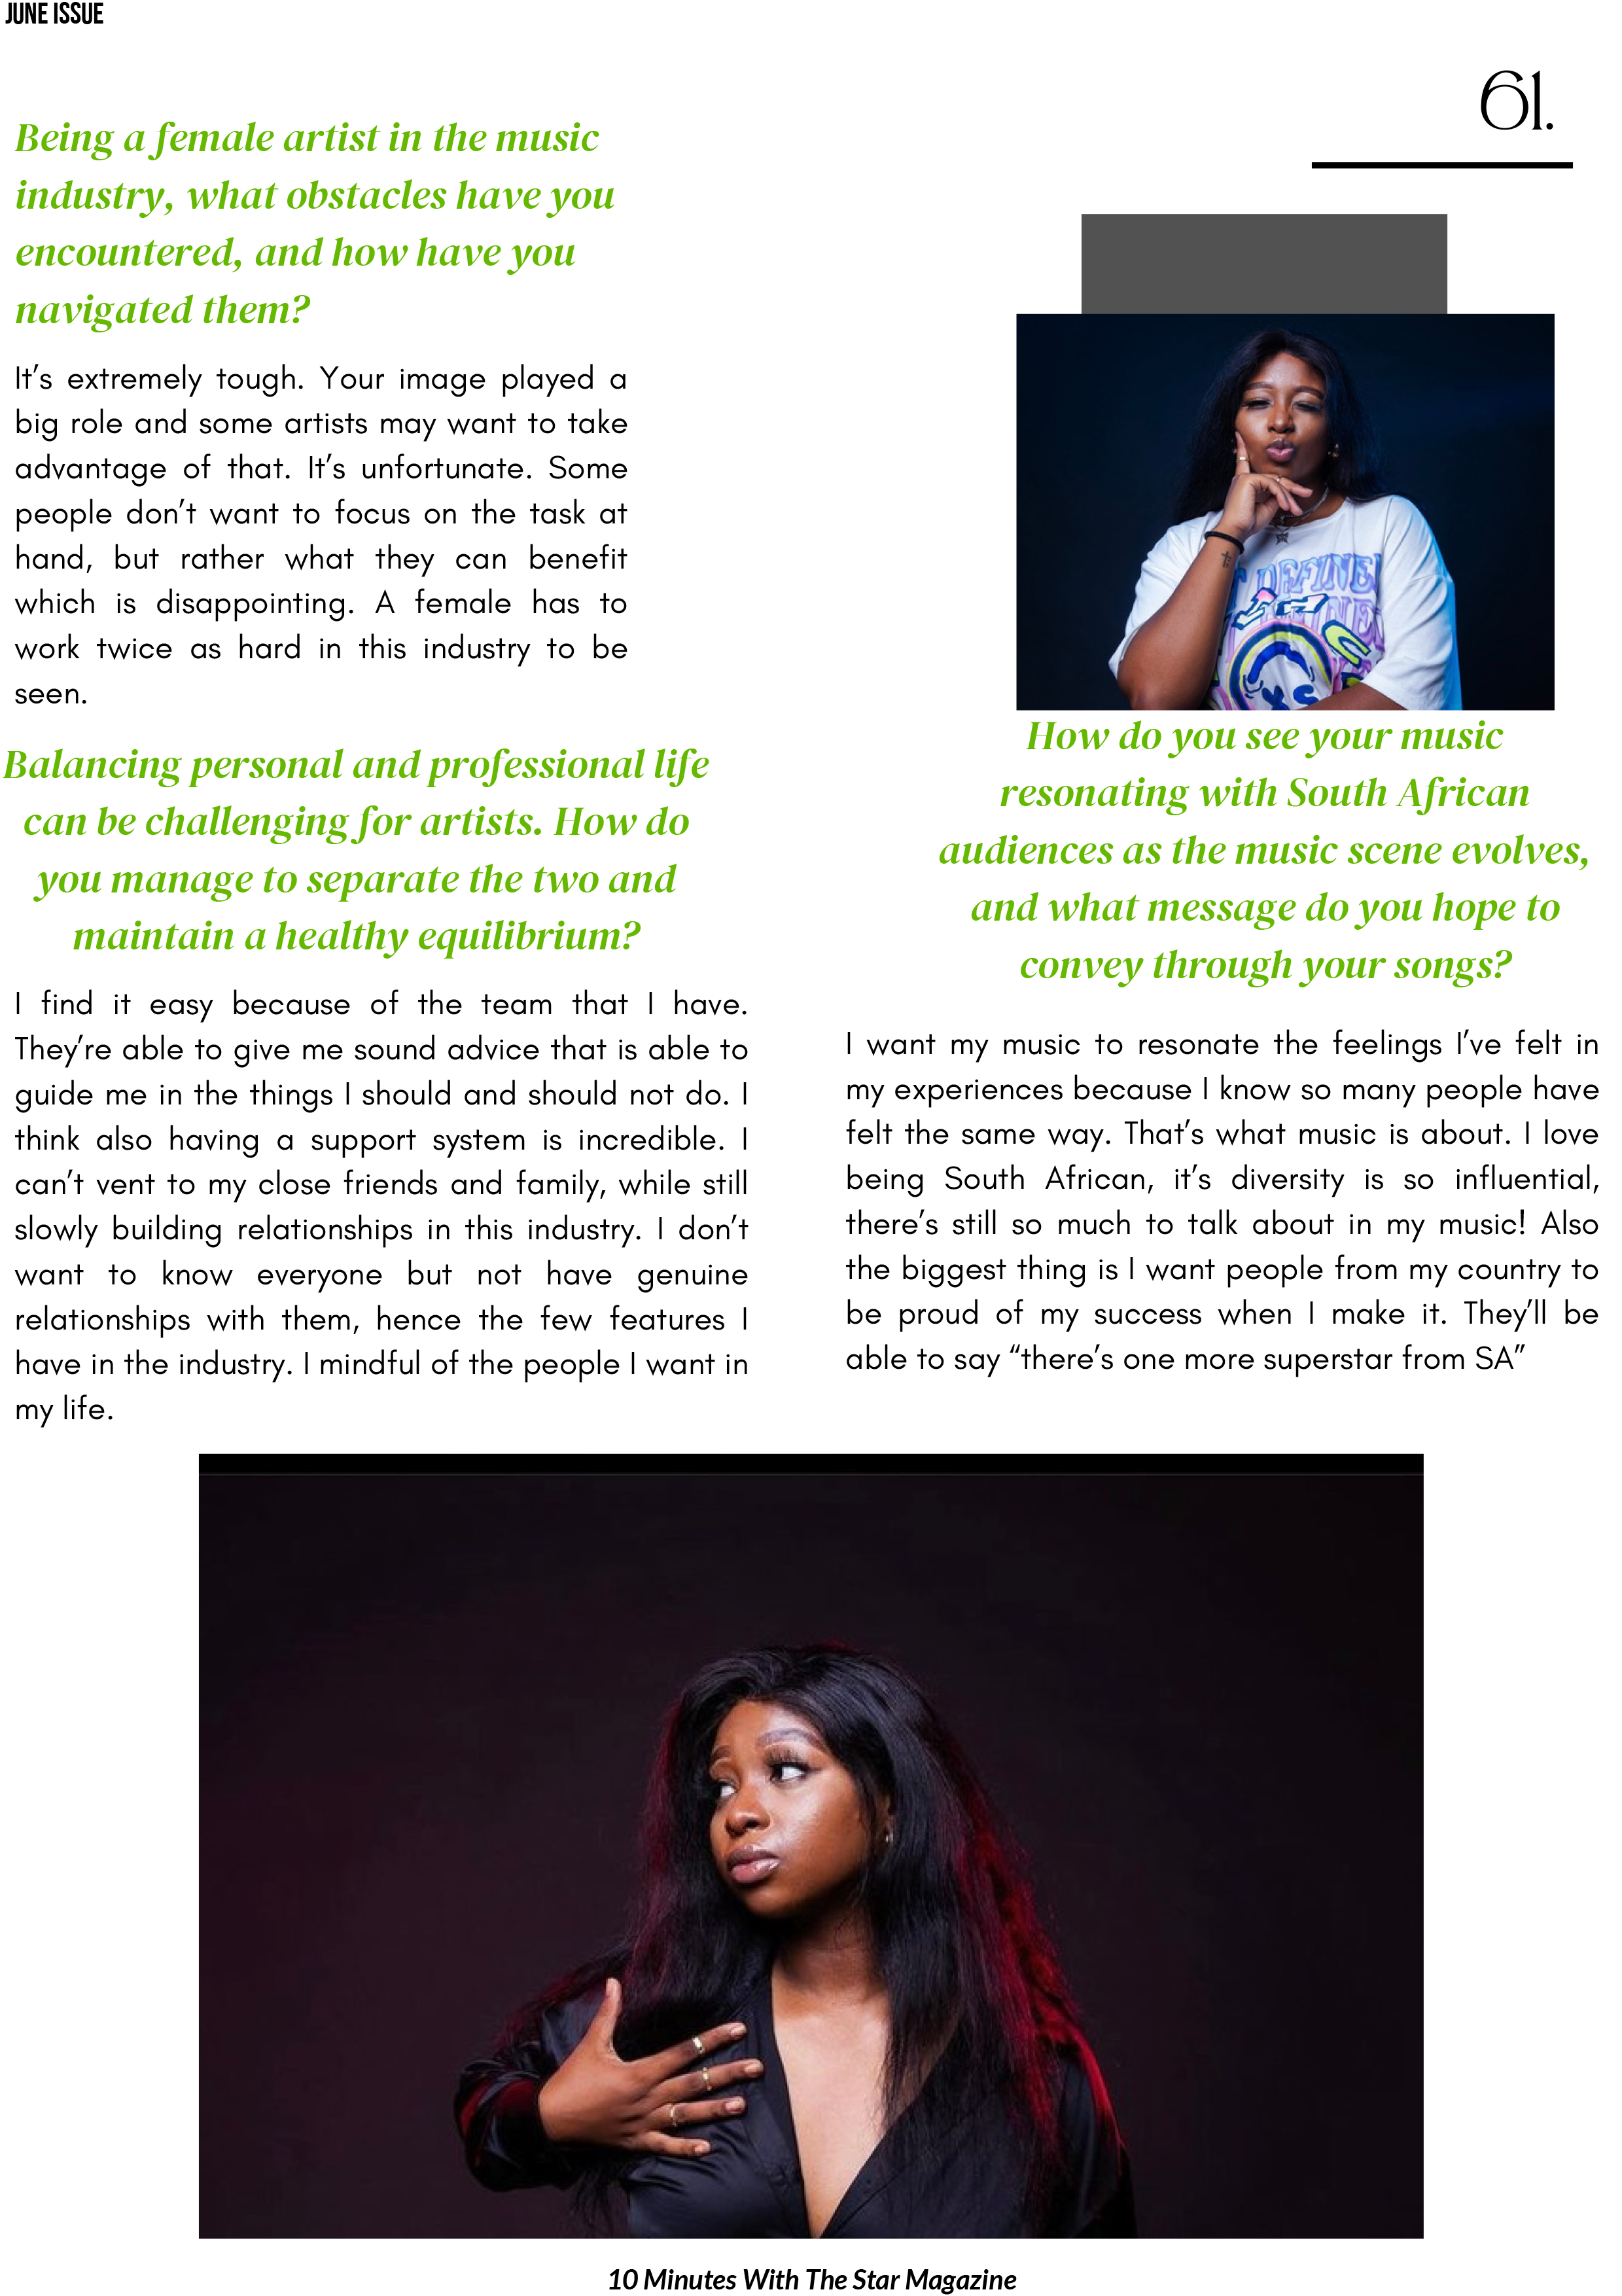 JUNE ISSUE
61.
Being a female artist in the music
industry, what obstacles have you
encountered, and how have you
navigated them?
It's extremely tough. Your image played a
big role and some artists may want to take
advantage of that. It's unfortunate. Some
people don't want to focus on the task at
hand, but rather what they can benefit
which is disappointing. A female has to
work twice as hard in this industry to be
seen.
Balancing personal and professional life
can be challenging for artists. How do
you manage to separate the two and
maintain a healthy equilibrium?
I find it easy because of the team that I have.
They're able to give me sound advice that is able to
guide me in the things I should and should not do. I
think also having a support system is incredible. I
can't vent to my close friends and family, while still
slowly building relationships in this industry. I don't
want to know everyone but not have genuine
relationships with them, hence the few features I
have in the industry. I mindful of the people I want in
my life.
DEFINE
How do you see your music
resonating with South African
audiences as the music scene evolves,
and what message do you hope to
convey through your songs?
I want my music to resonate the feelings I've felt in
my experiences because I know so many people have
felt the same way. That's what music is about. I love
being South African, it's diversity is so influential,
there's still so much to talk about in my music! Also
the biggest thing is I want people from my country to
be proud of my success when I make it. They'll be
able to say “there's one more superstar from SA”
10 Minutes With The Star Magazine